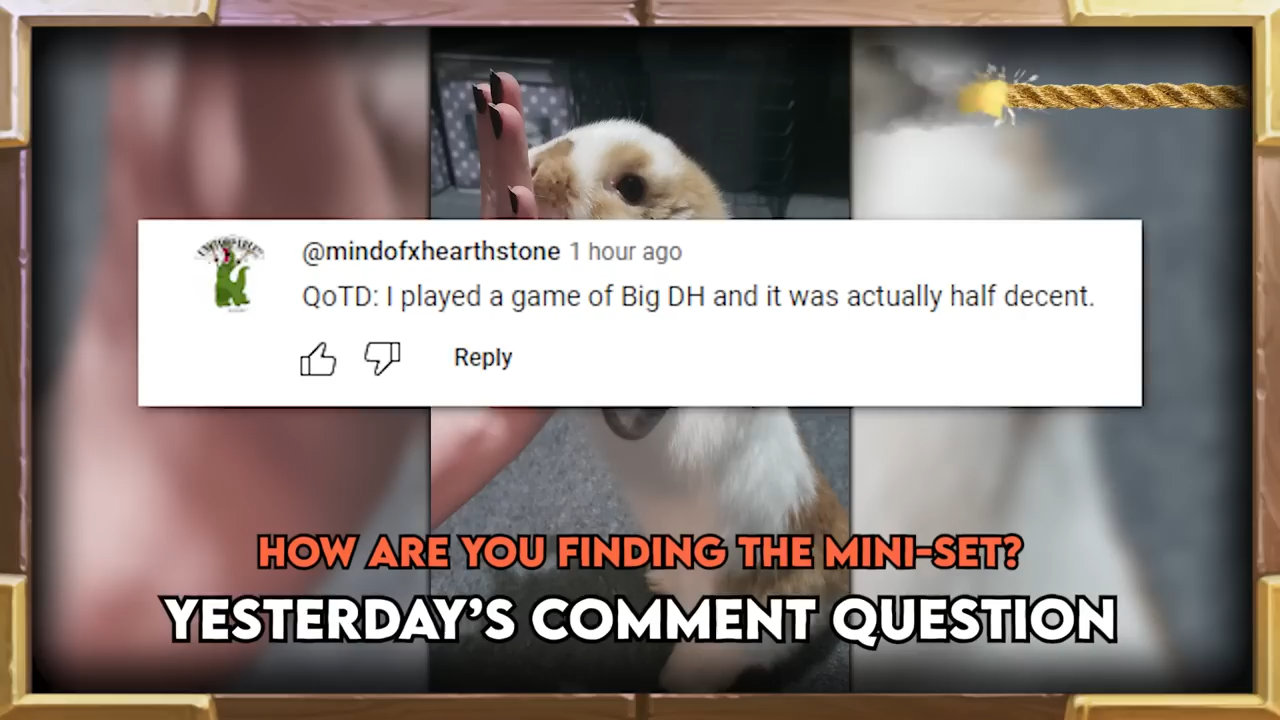 @mindofxhearthstone 1 hour ago
QoTD: I played a game of Big DH and it was actually half decent.
Reply
HOW ARE YOU FINDING THE MINI-SET?
YESTERDAY'S COMMENT QUESTION